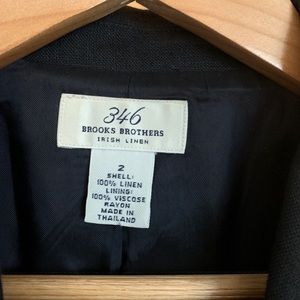 346
BROOKS BROTHERS
IRISH LINEN
2
SHELL:
100% LINEN
LINING:
100% VISCOSE
RAYON
MADE IN
THAILAND